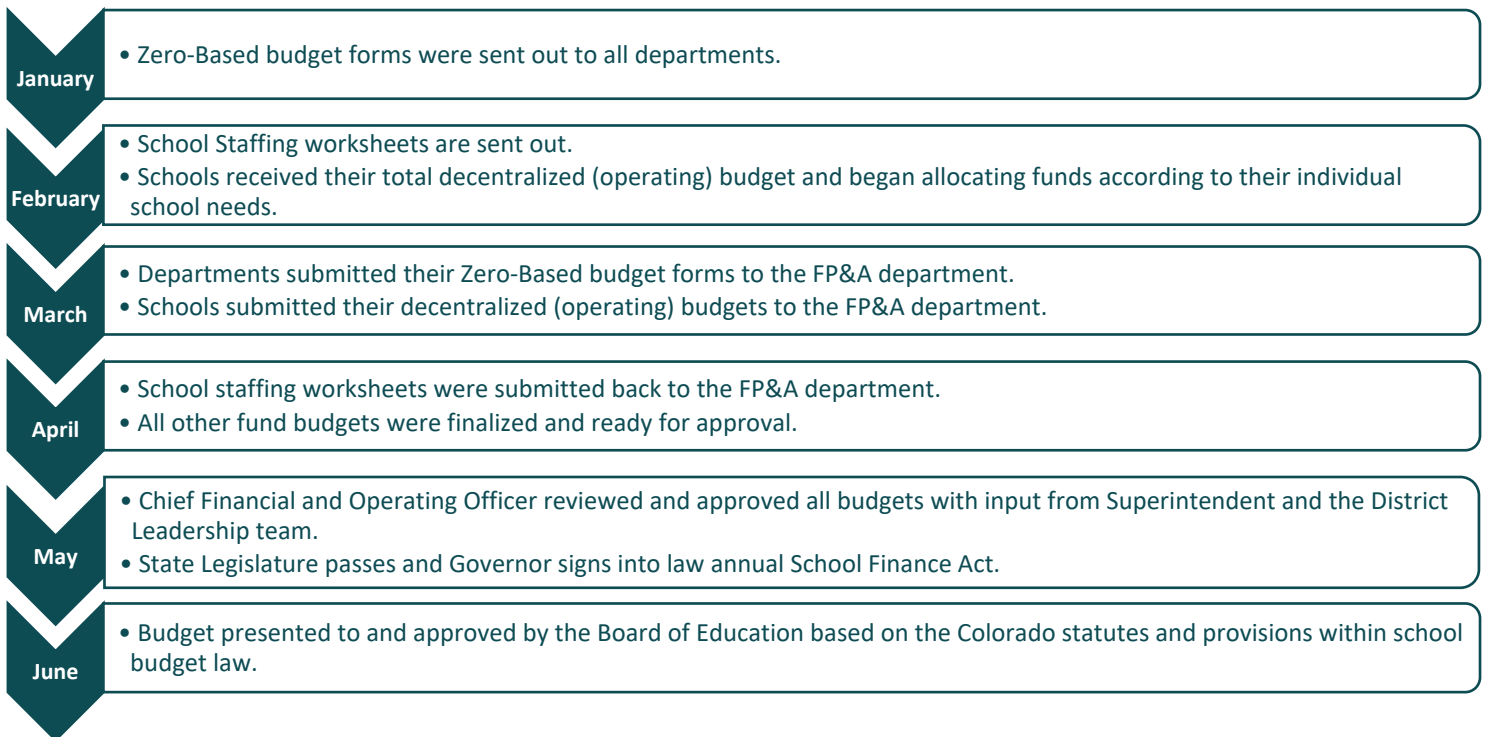 January
• Zero-Based budget forms were sent out to all departments.
February
• School Staffing worksheets are sent out.
• Schools received their total decentralized (operating) budget and began allocating funds according to their individual
school needs.
March
• Departments submitted their Zero-Based budget forms to the FP&A department.
• Schools submitted their decentralized (operating) budgets to the FP&A department.
April
• School staffing worksheets were submitted back to the FP&A department.
• All other fund budgets were finalized and ready for approval.
May
• Chief Financial and Operating Officer reviewed and approved all budgets with input from Superintendent and the District
Leadership team.
• State Legislature passes and Governor signs into law annual School Finance Act.
June
• Budget presented to and approved by the Board of Education based on the Colorado statutes and provisions within school
budget law.